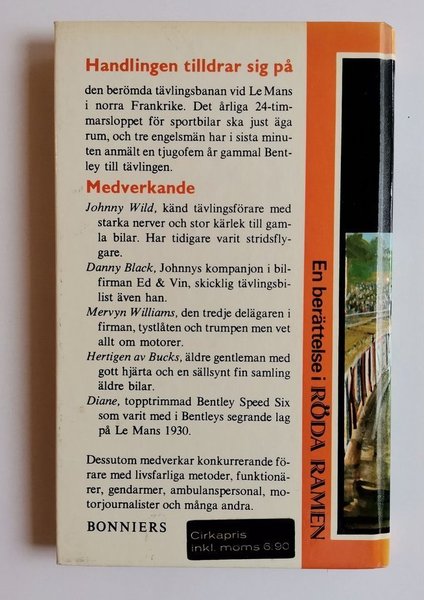 Handlingen tilldrar sig på
den berömda tävlingsbanan vid Le Mans
i norra Frankrike. Det årliga 24-tim-
marsloppet för sportbilar ska just äga
rum, och tre engelsmän har i sista minu-
ten anmält en tjugofem år gammal Bent-
ley till tävlingen.
Medverkande
Johnny Wild, känd tävlingsförare med
starka nerver och stor kärlek till gam-
la bilar. Har tidigare varit stridsfly-
gare.
Danny Black, Johnnys kompanjon i bil-
firman Ed & Vin, skicklig tävlingsbi-
list även han.
Mervyn Williams, den tredje delägaren i
firman, tystlåten och trumpen men vet
allt om motorer.
Hertigen av Bucks, äldre gentleman med
gott hjärta och en sällsynt fin samling
äldre bilar.
Diane, topptrimmad Bentley Speed Six
som varit med i Bentleys segrande lag
på Le Mans 1930.
Dessutom medverkar konkurrerande fö-
rare med livsfarliga metoder, funktionä-
rer, gendarmer, ambulanspersonal, mo-
torjournalister och många andra.
BONNIERS
Cirkapris
inkl. moms 6.90
En berättelse i RÖDA RAMEN